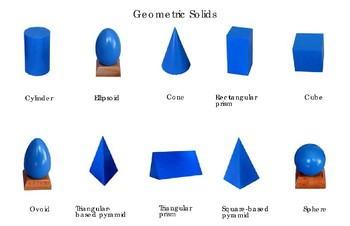 Geometric Solids
Cylinder
Ellipsoid
Cone
Rectangular
prism
Cube
Ovoid
Triangular-
based pyramid
Triangular
prism
Square-based
pyramid
Sphere